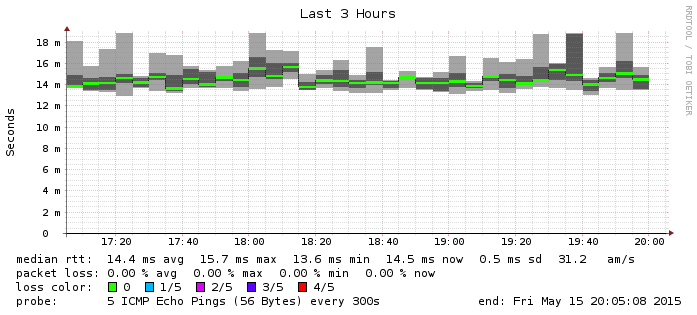 Last 3 Hours
RRDTOOL / TOBI OETIKER
Seconds
18 m
16 m
14 m
12 m
10 m
8 m
6 m
4 m
2 m
0
17:20 17:40 18:00 18:20 18:40 19:00 19:20 19:40 20:00
median rtt: 14.4 ms avg 15.7 ms max 13.6 ms min 14.5 ms now 0.5 ms sd 31.2 am/s
packet loss: 0.00 % avg 0.00 % max 0.00 % min 0.00 % now
loss color: 0 1/5 2/5 3/5 4/5
probe: 5 ICMP Echo Pings (56 Bytes) every 300s end: Fri May 15 20:05:08 2015